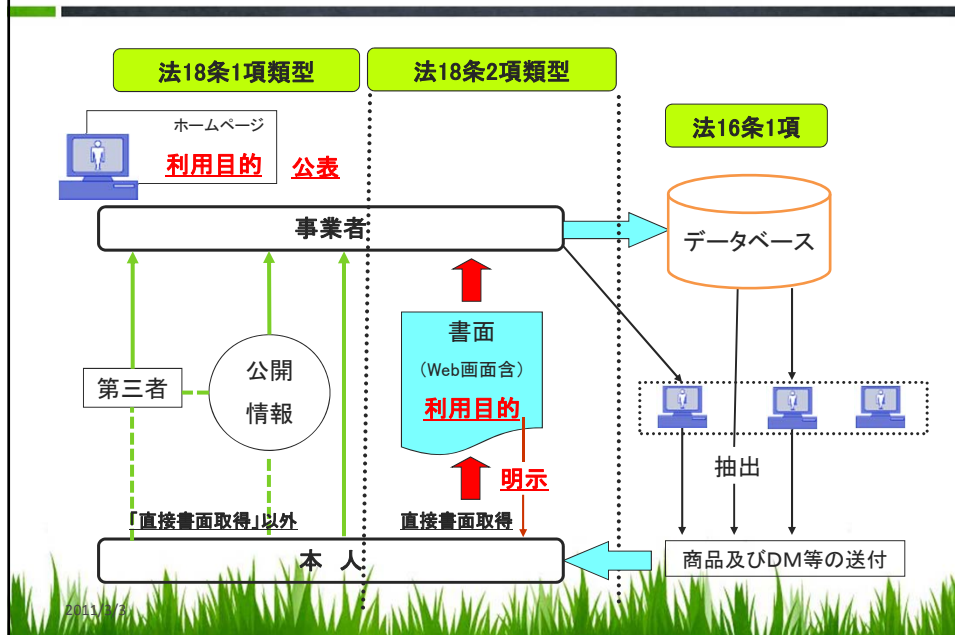 法18条1項類型
法18条2項類型
法16条1項
ホームページ
利用目的
公表
事業者
データベース
書面
(Web画面含)
利用目的
第三者
公開
情報
明示
抽出
「直接書面取得」以外
直接書面取得
本 人
商品及びDM等の送付
2011/3/3